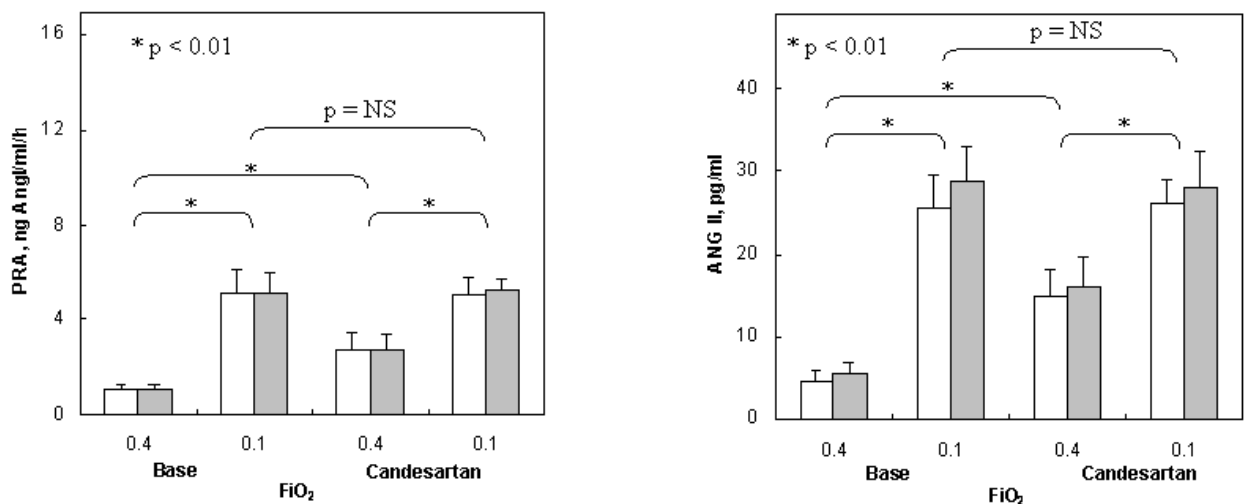 16
* p < 0.01
12
p = NS
*
8
*
*
4
0
PRA, ng AngI/ml/h
0.4
0.1
0.4
0.1
Base
Candesartan
FiO2
* p < 0.01
p = NS
40
*
*
*
30
20
10
0
ANG II, pg/ml
0.4
0.1
0.4
0.1
Base
Candesartan
FiO2